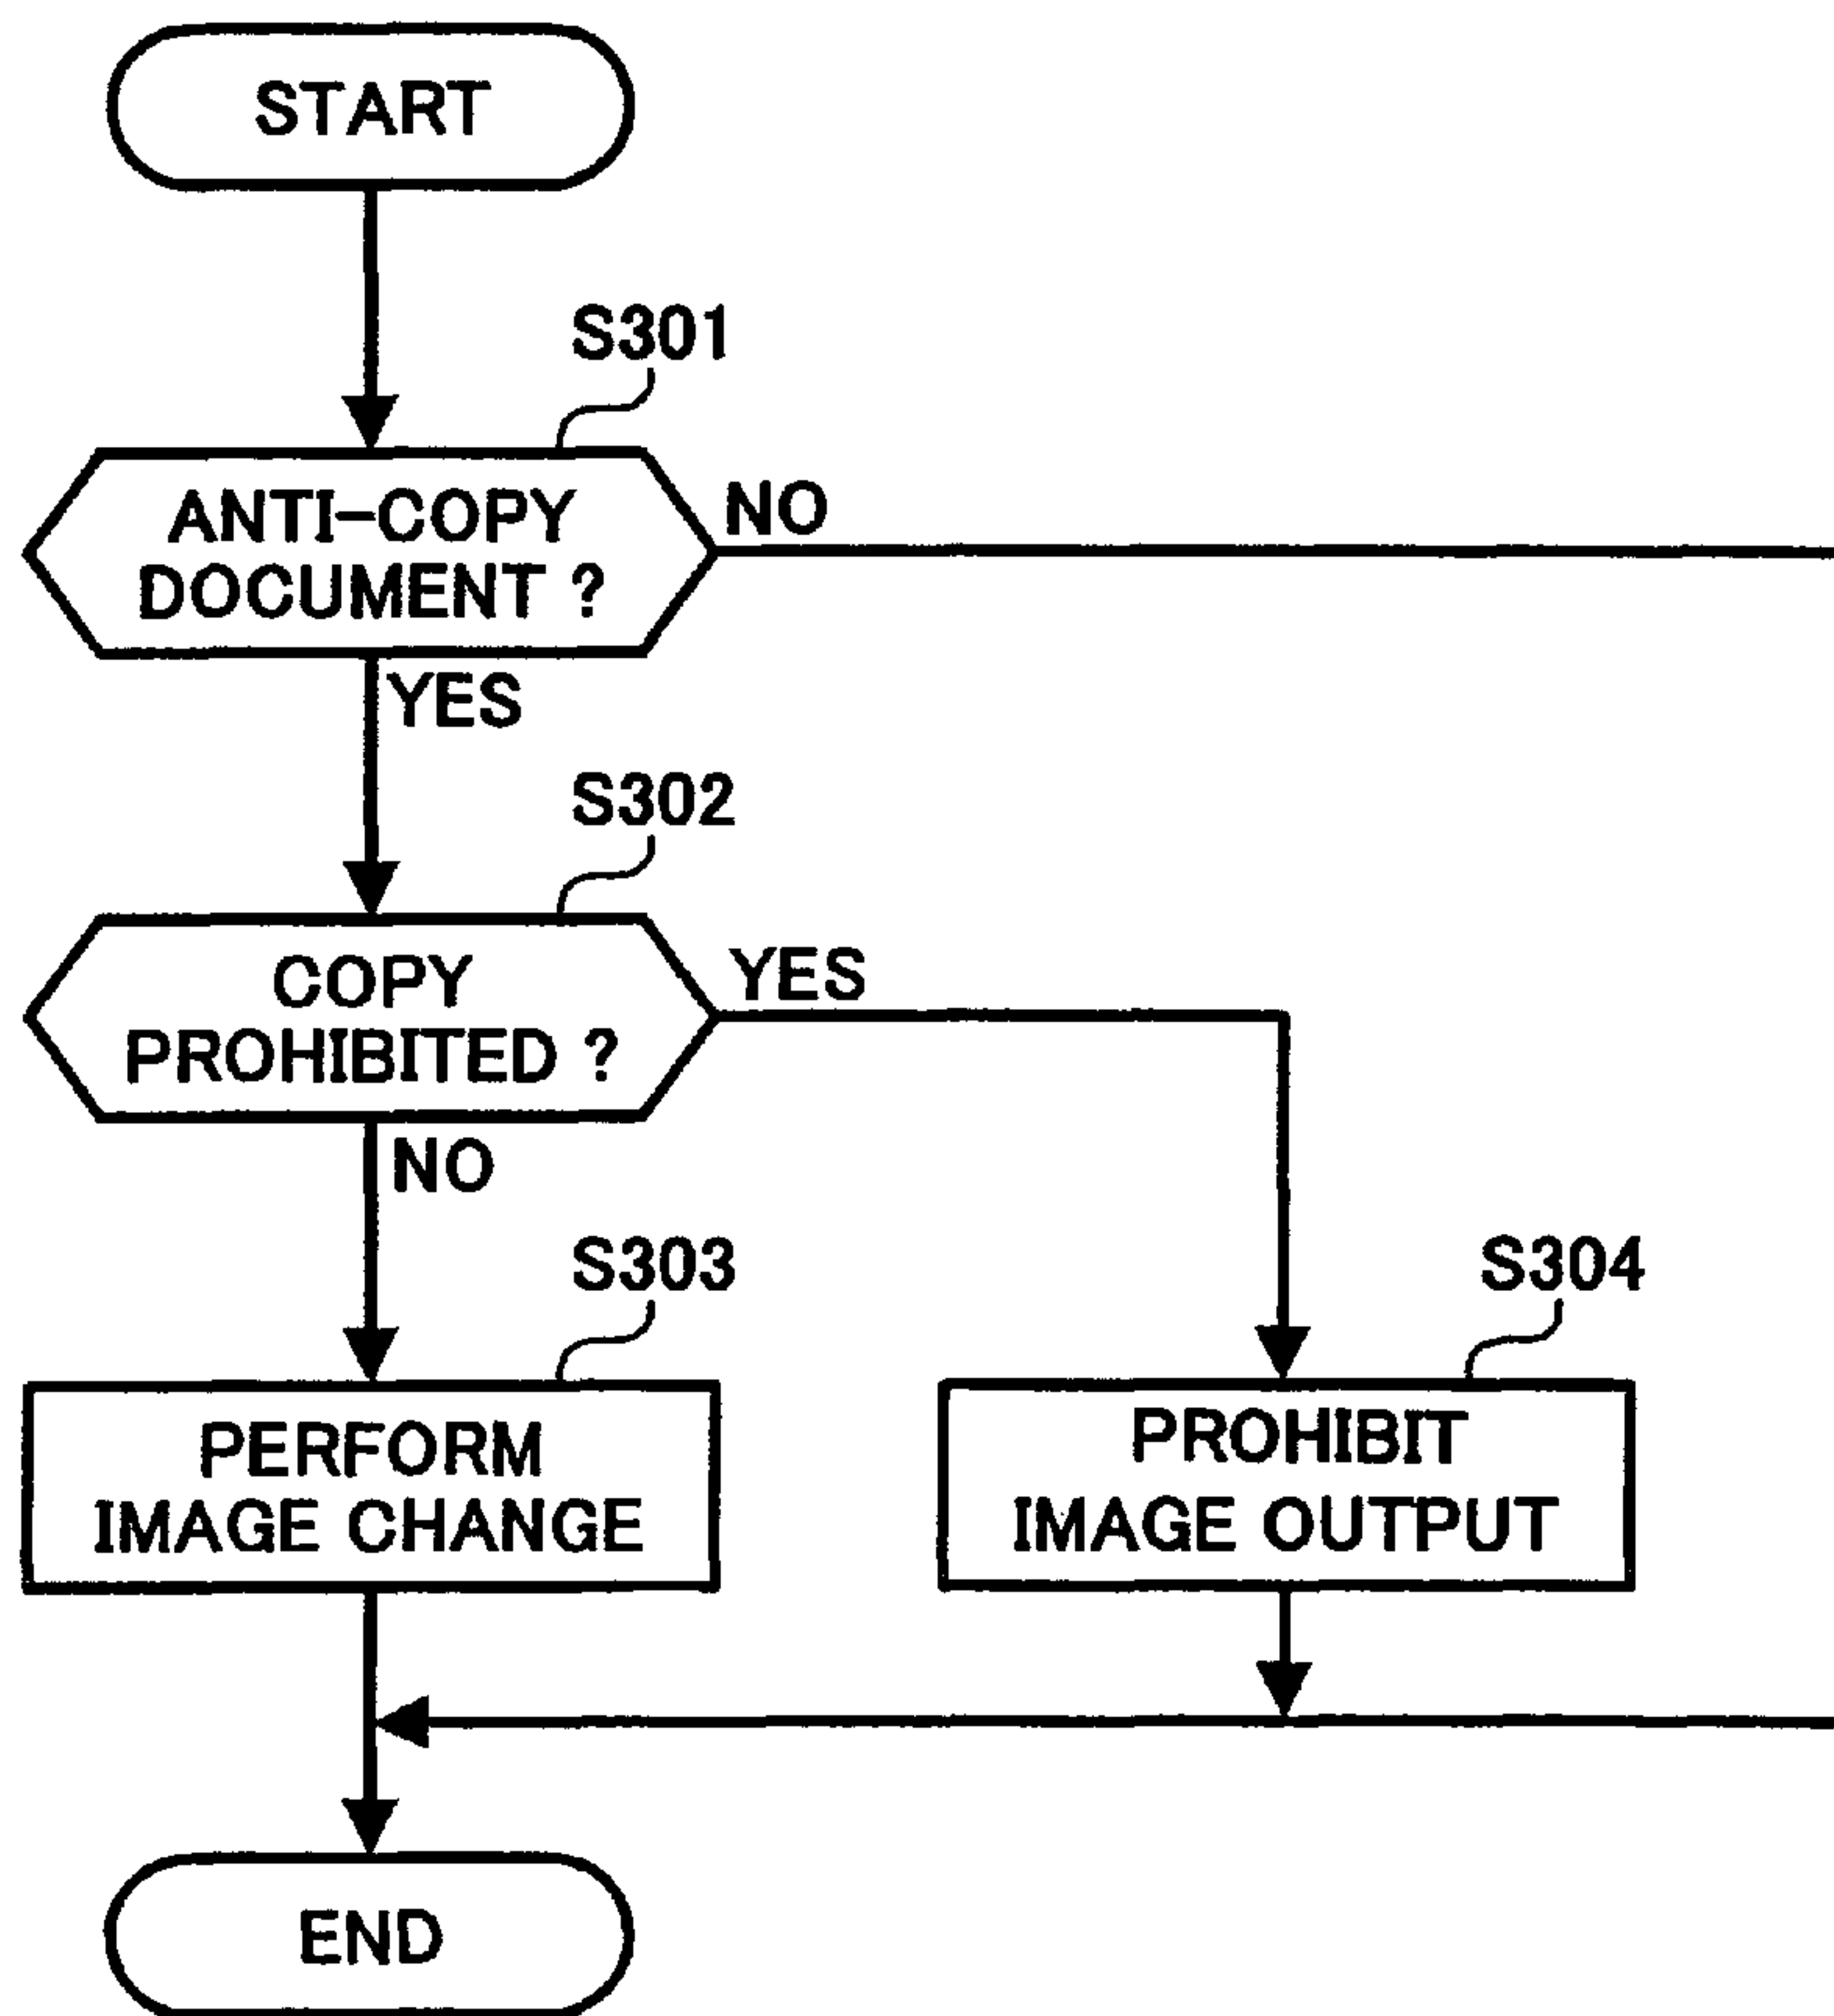 START
S301
ANTI-COPY
DOCUMENT ?
NO
YES
S302
COPY
PROHIBITED ?
YES
NO
S303
PERFORM
IMAGE CHANGE
S304
PROHIBIT
IMAGE OUTPUT
END